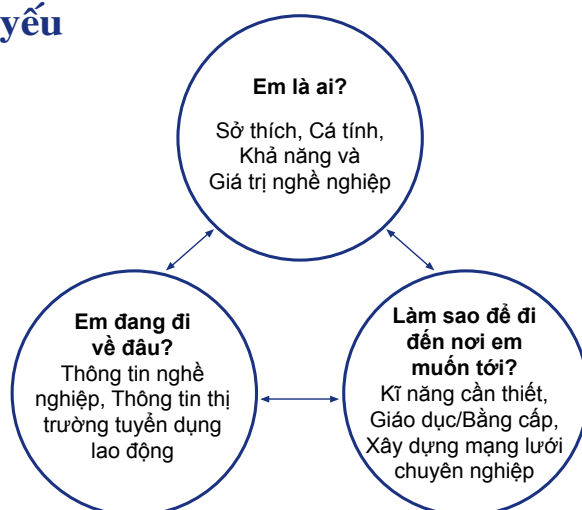 yếu
Em là ai?
Sở thích, Cá tính,
Khả năng và
Giá trị nghề nghiệp
Em đang đi
về đâu?
Thông tin nghề
nghiệp, Thông tin thị
trường tuyển dụng
lao động
Làm sao để đi
đến nơi em
muốn tới?
Kĩ năng cần thiết,
Giáo dục/Bằng cấp,
Xây dựng mạng lưới
chuyên nghiệp